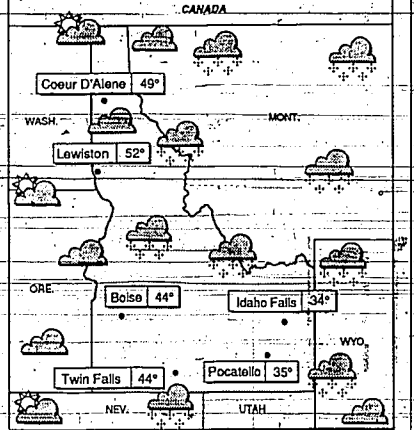 CANADA
Coeur D'Alene 49°
WASH.
MONT.
Lewiston 52°
ORE.
Boise 44°
Idaho Falls 34°
WYO.
Twin Falls 44°
Pocatello 35°
NEV.
UTAH